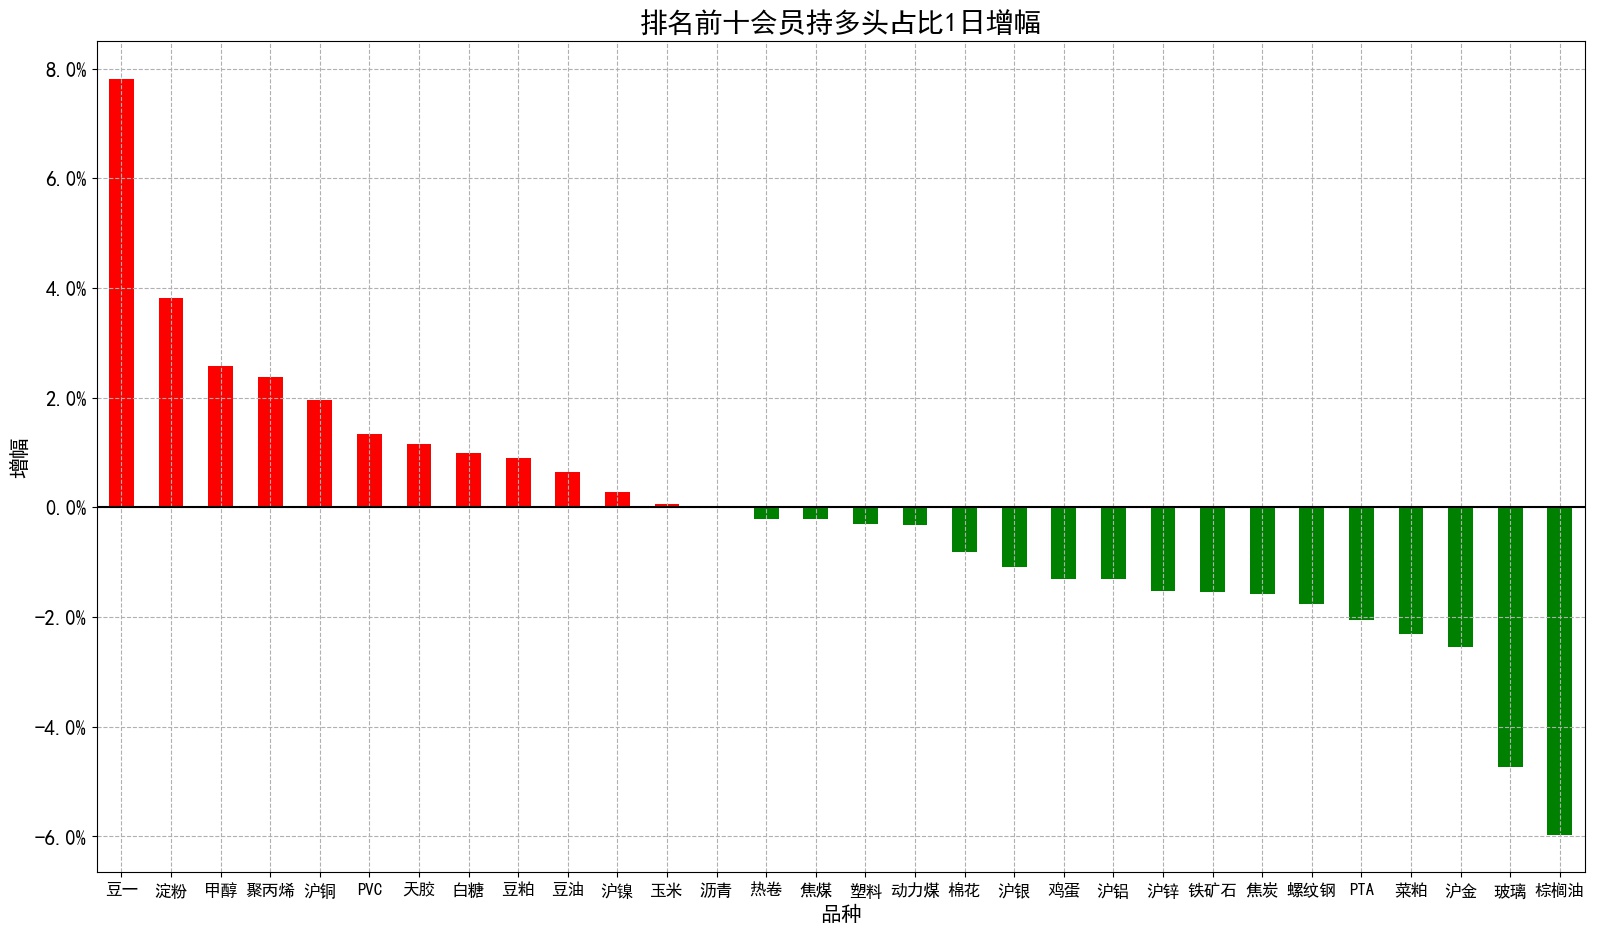 排名前十会员持多头占比1日增幅
8.0%
6.0%
4.0%
2.0%
0.0%
-2.0%
-4.0%
-6.0%
增幅
豆一 淀粉 甲醇 聚丙烯 沪铜 PVC 天胶 白糖 豆粕 豆油 沪镍 玉米 沥青 热卷 焦煤 塑料 动力煤 棉花 沪银 鸡蛋 沪铝 沪锌 铁矿石 焦炭 螺纹钢 PTA 菜粕 沪金 玻璃 棕榈油
品种